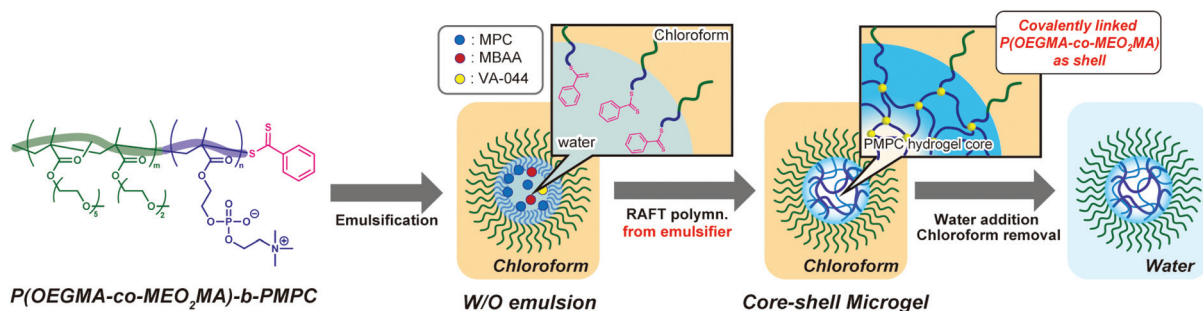 : MPC
: MBAA
: VA-044
Chloroform
water
Covalently linked
P(OEGMA-co-MEO₂MA)
as shell
PMPC hydrogel core
m
n
O
O
O
O
O
O
S
S
O
5
O
2
O
P
O
O⊖
O
N⊕
Emulsification
RAFT polymn.
from emulsifier
Water addition
Chloroform removal
Chloroform
Chloroform
Water
P(OEGMA-co-MEO₂MA)-b-PMPC
W/O emulsion
Core-shell Microgel